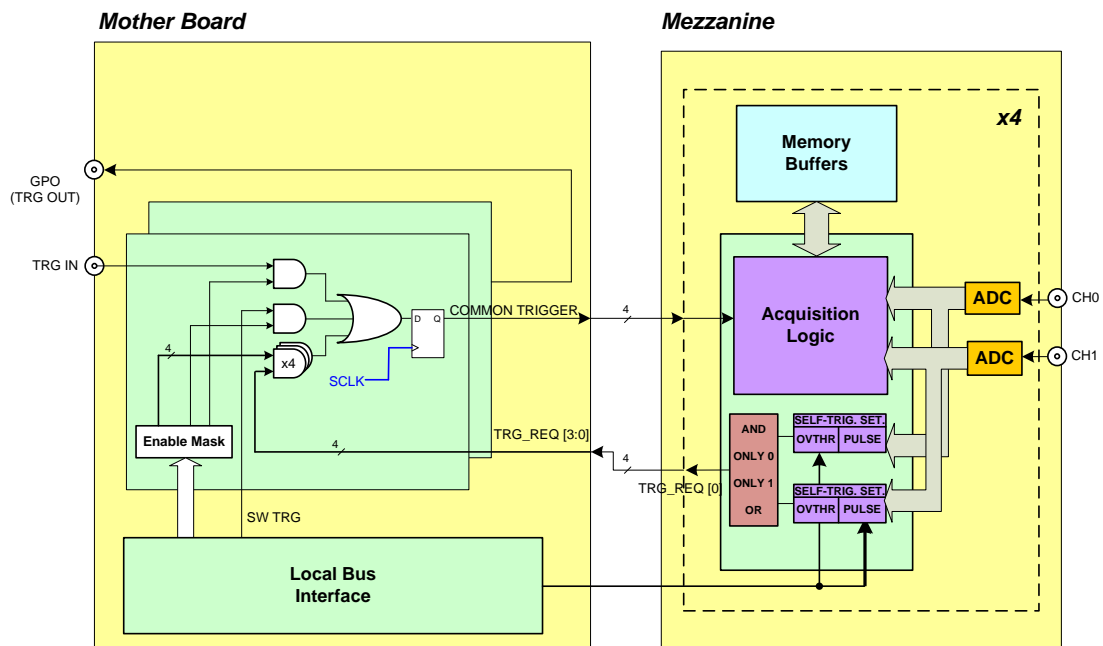 Mother Board
Mezzanine
x4
Memory
Buffers
GPO
(TRG OUT)
TRG IN
COMMON TRIGGER
4
D Q
SCLK
x4
4
Enable Mask
TRG_REQ [3:0]
4
4
TRG_REQ [0]
SW TRG
Local Bus
Interface
Acquisition
Logic
ADC
CH0
ADC
CH1
AND
ONLY 0
ONLY 1
OR
SELF-TRIG. SET.
OVTHR PULSE
SELF-TRIG. SET.
OVTHR PULSE